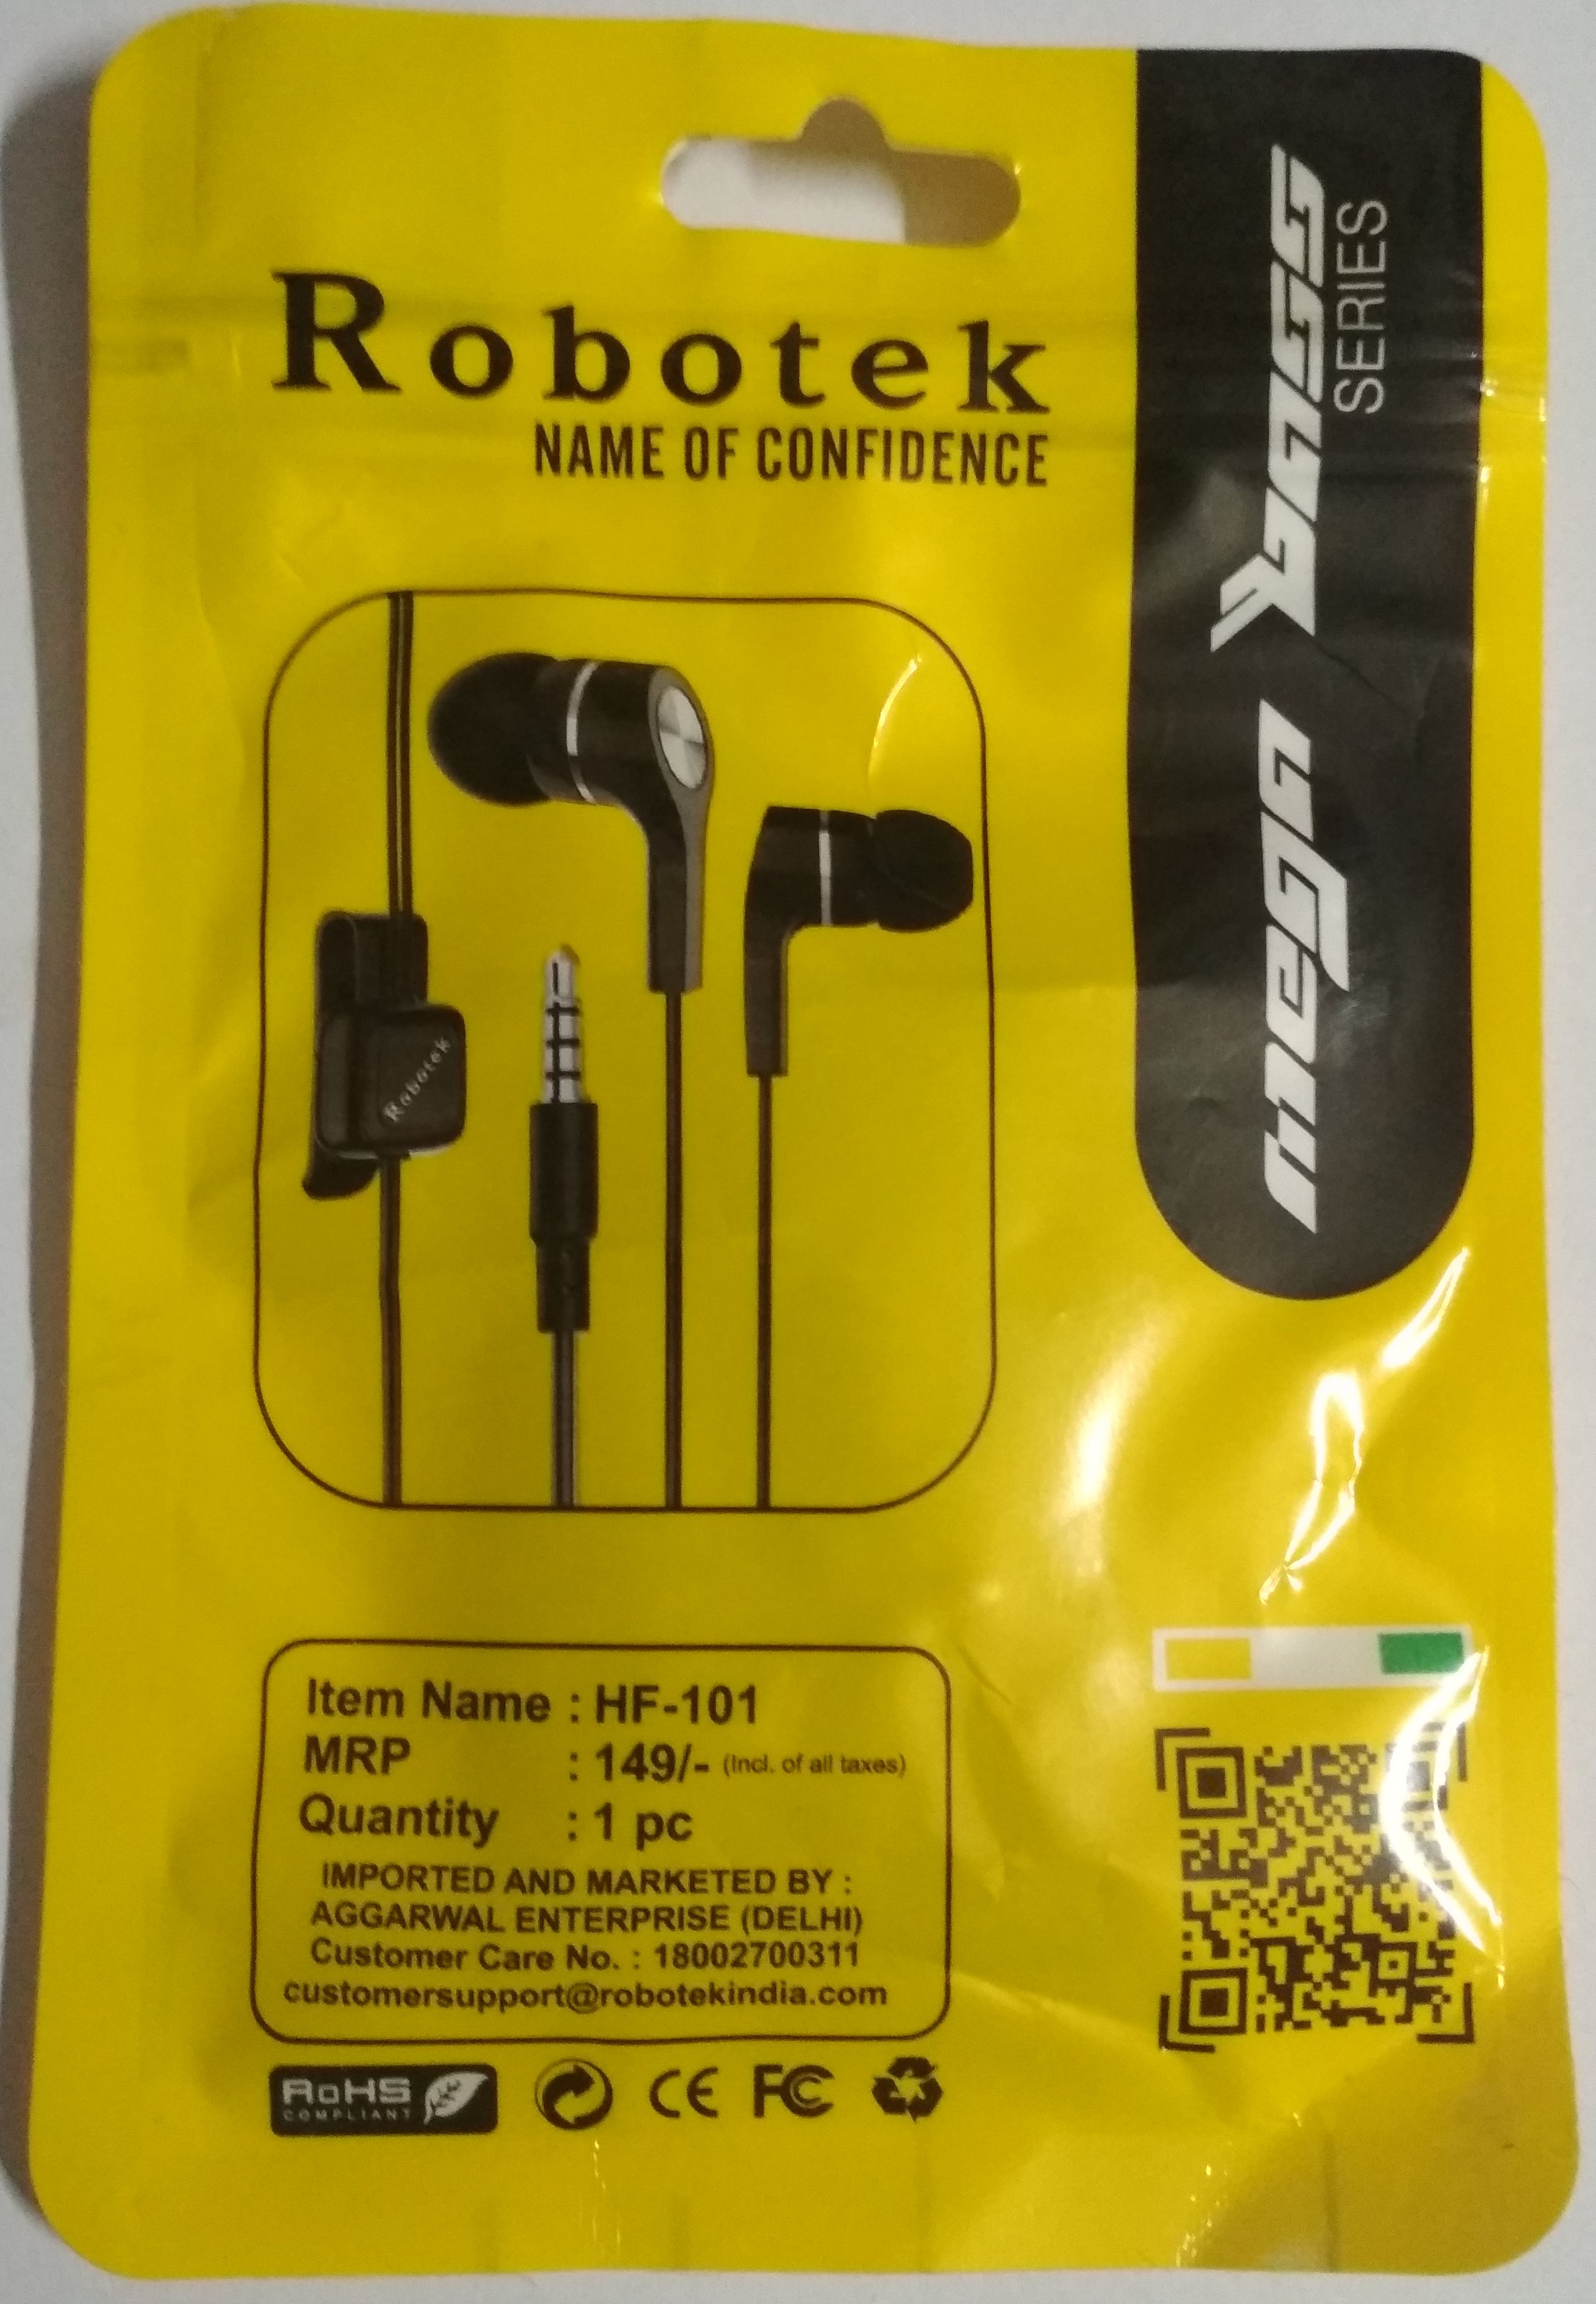 Robotek
NAME OF CONFIDENCE
mega
SERIES
Robotek
Item Name : HF-101
MRP : 149/- (Incl. of all taxes)
Quantity : 1 pc
IMPORTED AND MARKETED BY :
AGGARWAL ENTERPRISE (DELHI)
Customer Care No. : 18002700311
customersupport@robotekindia.com
RoHS
COMPLIANT
CE
FC